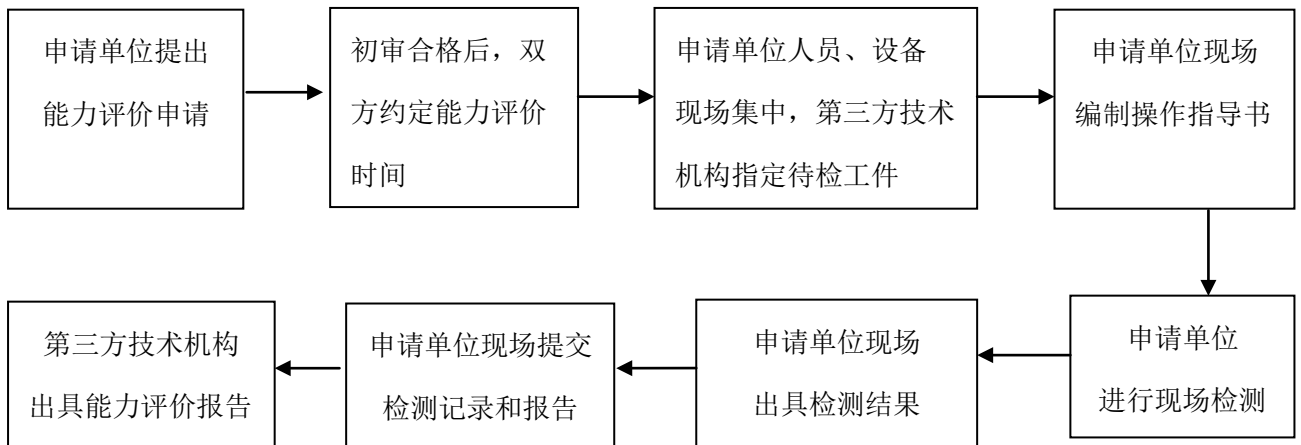 申请单位提出
能力评价申请
初审合格后，双
方约定能力评价
时间
申请单位人员、设备
现场集中，第三方技术
机构指定待检工件
申请单位现场
编制操作指导书
申请单位
进行现场检测
申请单位现场
出具检测结果
申请单位现场提交
检测记录和报告
第三方技术机构
出具能力评价报告